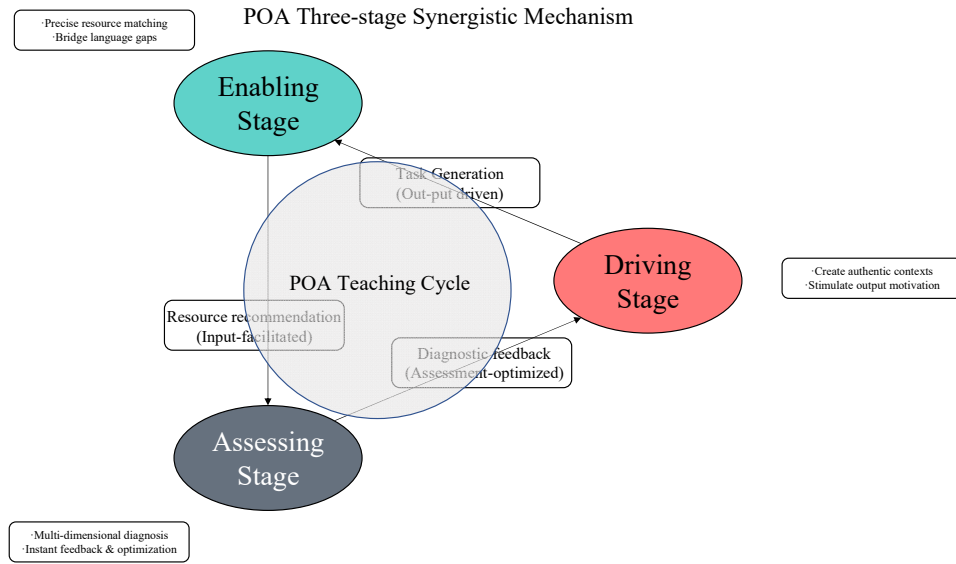 POA Three-stage Synergistic Mechanism
·Precise resource matching
·Bridge language gaps
Enabling
Stage
Task Generation
(Out-put driven)
Driving
Stage
·Create authentic contexts
·Stimulate output motivation
POA Teaching Cycle
Resource recommendation
(Input-facilitated)
Diagnostic feedback
(Assessment-optimized)
Assessing
Stage
·Multi-dimensional diagnosis
·Instant feedback & optimization